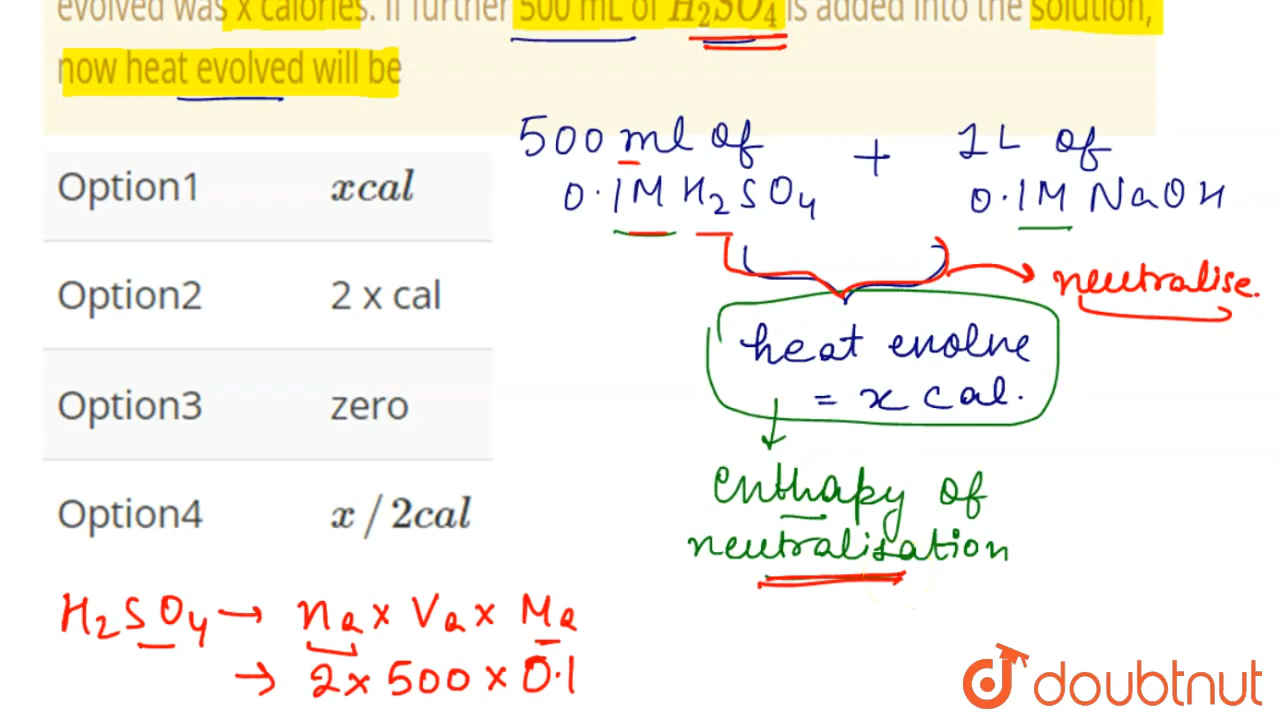 evolved was x calories. If further 500 mL of H₂SO₄ is added into the solution,
now heat evolved will be
500 ml of + 1L of
0.1M H₂SO₄ 0.1M NaOH
Option1 xcal
neutralise.
Option2 2 x cal
heat evolve
= x cal.
Option3 zero
enthapy of
Option4 x / 2cal
neutralisation
H₂SO₄ → na × Va × Ma
→ 2 × 500 × 0.1
doubtnut